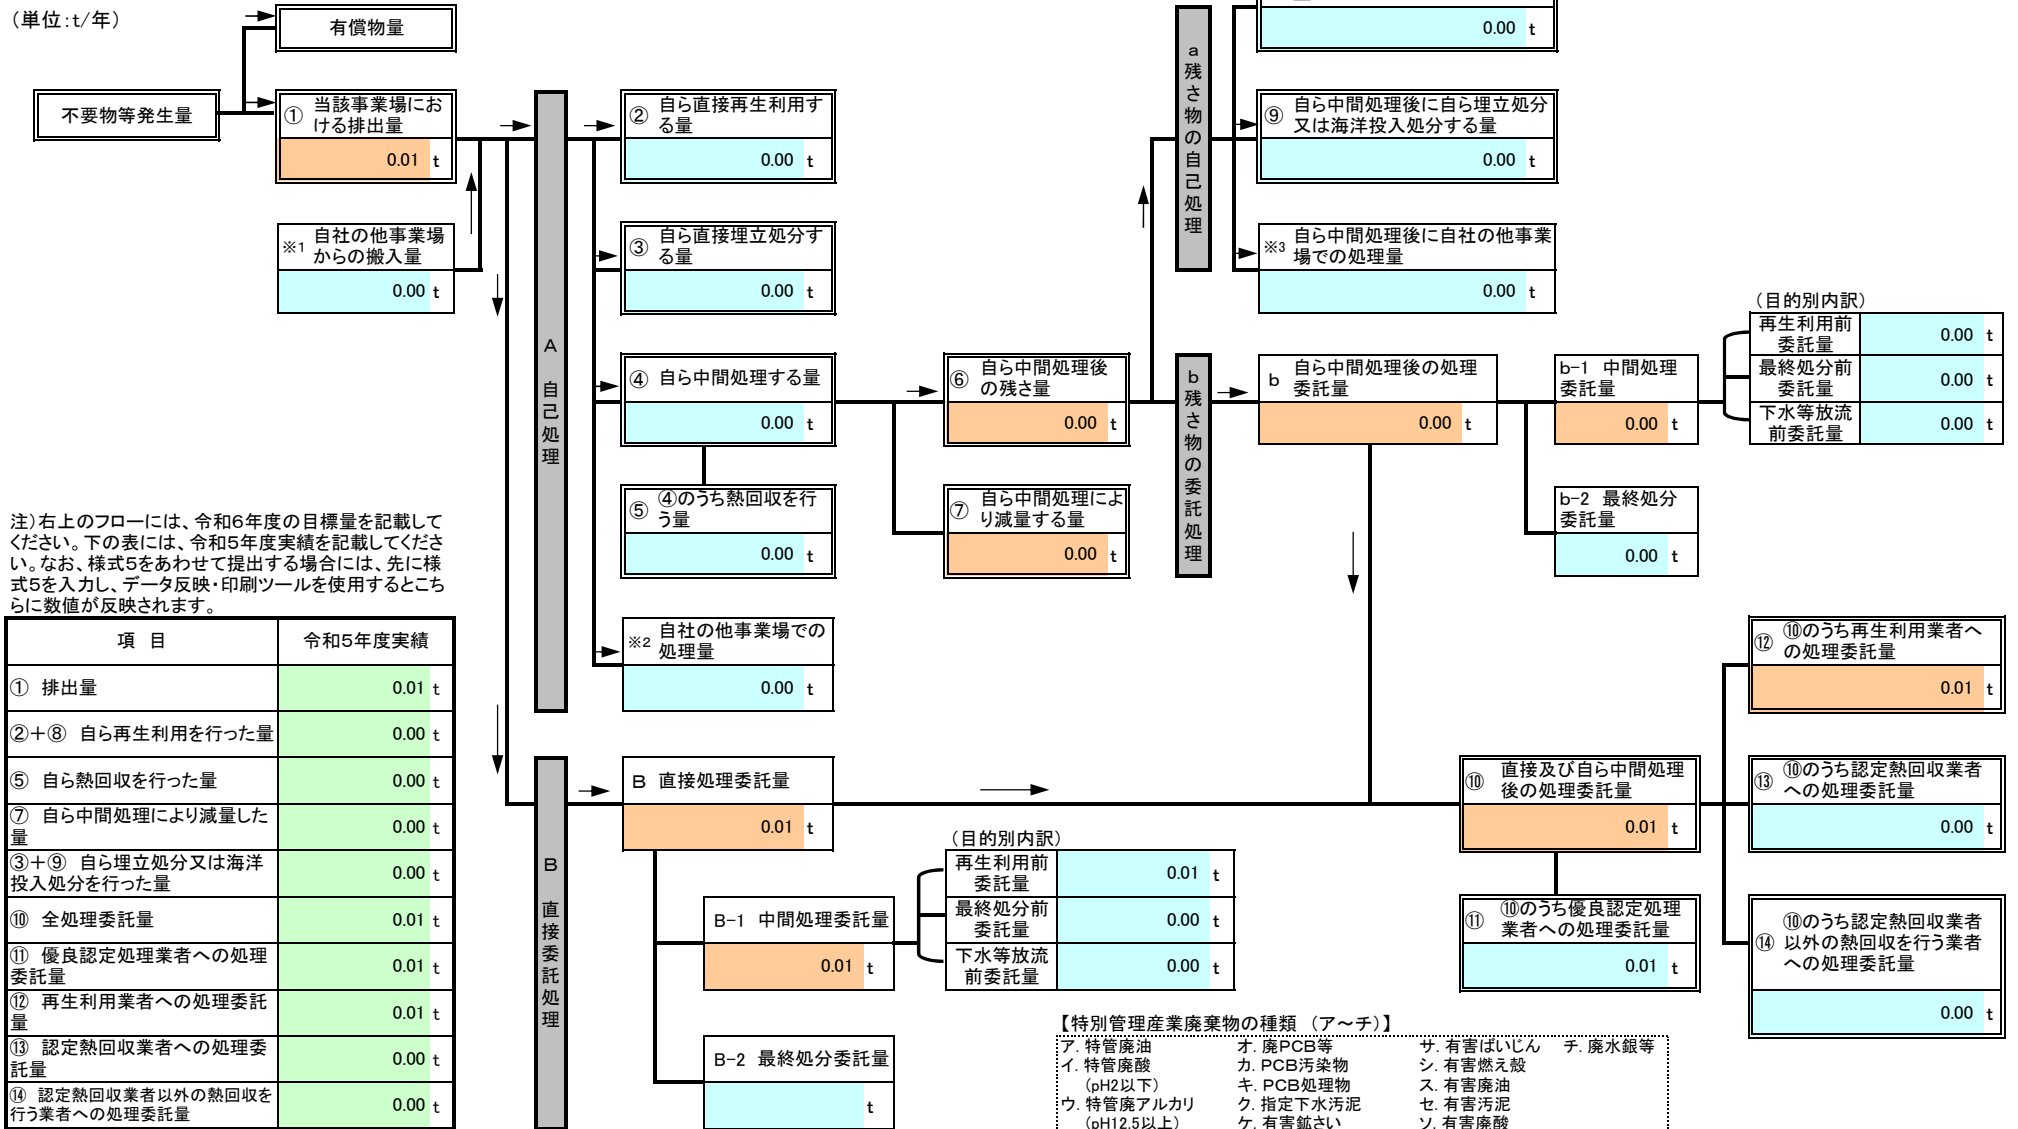 （単位：t/年）
有償物量
不要物等発生量
① 当該事業場にお
ける排出量
0.01 t
※1 自社の他事業場
からの搬入量
0.00 t
A 自己処理
② 自ら直接再生利用す
る量
0.00 t
③ 自ら直接埋立処分す
る量
0.00 t
④ 自ら中間処理する量
0.00 t
⑤ ④のうち熱回収を行
う量
0.00 t
※2 自社の他事業場での
処理量
0.00 t
⑥ 自ら中間処理後
の残さ量
0.00 t
⑦ 自ら中間処理によ
り減量する量
0.00 t
a 残さ物の自己処理
0.00 t
⑨ 自ら中間処理後に自ら埋立処分
又は海洋投入処分する量
0.00 t
※3 自ら中間処理後に自社の他事業
場での処理量
0.00 t
b 残さ物の委託処理
b 自ら中間処理後の処理
委託量
0.00 t
b-1 中間処理
委託量
0.00 t
b-2 最終処分
委託量
0.00 t
（目的別内訳）
再生利用前
委託量
0.00 t
最終処分前
委託量
0.00 t
下水等放流
前委託量
0.00 t
注）右上のフローには、令和６年度の目標量を記載して
ください。下の表には、令和５年度実績を記載してくださ
い。なお、様式５をあわせて提出する場合には、先に様
式５を入力し、データ反映・印刷ツールを使用するとこち
らに数値が反映されます。
項 目 令和５年度実績
① 排出量 0.01 t
②＋⑧ 自ら再生利用を行った量 0.00 t
⑤ 自ら熱回収を行った量 0.00 t
⑦ 自ら中間処理により減量した
量 0.00 t
③＋⑨ 自ら埋立処分又は海洋
投入処分を行った量 0.00 t
⑩ 全処理委託量 0.01 t
⑪ 優良認定処理業者への処理
委託量 0.01 t
⑫ 再生利用業者への処理委託
量 0.01 t
⑬ 認定熱回収業者への処理委
託量 0.00 t
⑭ 認定熱回収業者以外の熱回収を
行う業者への処理委託量 0.00 t
B 直接委託処理
B 直接処理委託量
0.01 t
B-1 中間処理委託量
0.01 t
B-2 最終処分委託量
t
（目的別内訳）
再生利用前
委託量
0.01 t
最終処分前
委託量
0.00 t
下水等放流
前委託量
0.00 t
⑩ 直接及び自ら中間処理
後の処理委託量
0.01 t
⑪ ⑩のうち優良認定処理
業者への処理委託量
0.01 t
⑫ ⑩のうち再生利用業者へ
の処理委託量
0.01 t
⑬ ⑩のうち認定熱回収業者
への処理委託量
0.00 t
⑭ ⑩のうち認定熱回収業者
以外の熱回収を行う業者
への処理委託量
0.00 t
【特別管理産業廃棄物の種類 （ア～チ）】
ア．特管廃油 オ．廃PCB等 サ．有害ばいじん チ．廃水銀等
イ．特管廃酸 カ．PCB汚染物 シ．有害燃え殻
（pH2以下） キ．PCB処理物 ス．有害廃油
ウ．特管廃アルカリ ク．指定下水汚泥 セ．有害汚泥
（pH12.5以上） ケ．有害鉱さい ソ．有害廃酸